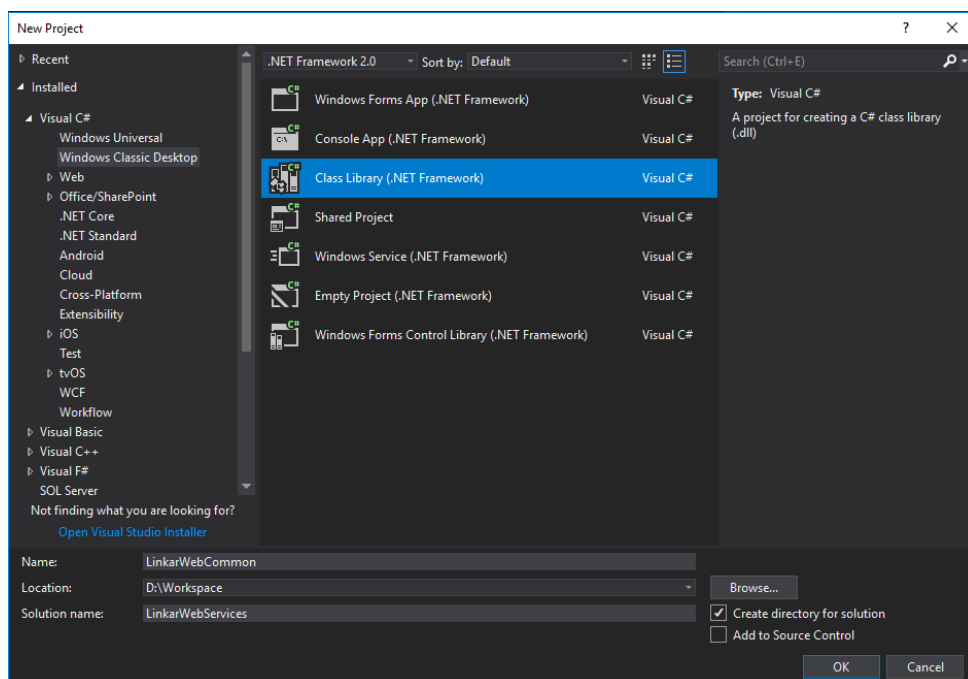 New Project
Recent
Installed
Visual C#
Windows Universal
Windows Classic Desktop
Web
Office/SharePoint
.NET Core
.NET Standard
Android
Cloud
Cross-Platform
Extensibility
iOS
Test
tvOS
WCF
Workflow
Visual Basic
Visual C++
Visual F#
SQL Server
Not finding what you are looking for?
Open Visual Studio Installer
.NET Framework 2.0 Sort by: Default
Windows Forms App (.NET Framework) Visual C#
Console App (.NET Framework) Visual C#
Class Library (.NET Framework) Visual C#
Shared Project Visual C#
Windows Service (.NET Framework) Visual C#
Empty Project (.NET Framework) Visual C#
Windows Forms Control Library (.NET Framework) Visual C#
Search (Ctrl+E)
Type: Visual C#
A project for creating a C# class library
(.dll)
Name: LinkarWebCommon
Location: D:\Workspace Browse...
Solution name: LinkarWebServices
Create directory for solution
Add to Source Control
OK Cancel